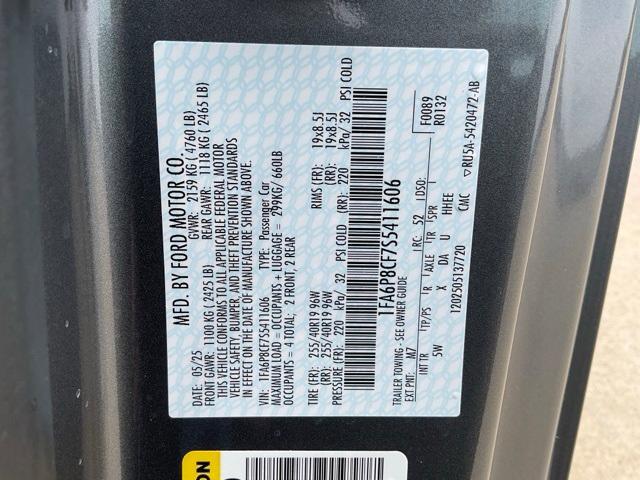 MFD. BY FORD MOTOR CO.
DATE: 05/25 GVWR: 2159 KG ( 4760 LB)
FRONT GAWR: 1100 KG ( 2425 LB) REAR GAWR: 1118 KG ( 2465 LB)
THIS VEHICLE CONFORMS TO ALL APPLICABLE FEDERAL MOTOR
VEHICLE SAFETY, BUMPER, AND THEFT PREVENTION STANDARDS
IN EFFECT ON THE DATE OF MANUFACTURE SHOWN ABOVE.
VIN: 1FA6P8CF7S5411606 TYPE: Passenger Car
MAXIMUM LOAD = OCCUPANTS + LUGGAGE = 299KG/ 660LB
OCCUPANTS = 4 TOTAL; 2 FRONT, 2 REAR
TIRE (FR): 255/40R19 96W RIMS (FR): 19x8.5J
(RR): 255/40R19 96W (RR): 19x8.5J
PRESSURE (FR): 220 kPa/ 32 PSI COLD (RR): 220 kPa/ 32 PSI COLD
1FA6P8CF7S5411606
TRAILER TOWING - SEE OWNER GUIDE
F0089
R0132
EXT PNT: M7 RC: 52 DSO:
INT TR TP/PS R AXLE TR SPR
5W X DA U HHEE
1202505137720 CMC
▽RU5A-5420472-AB
ON